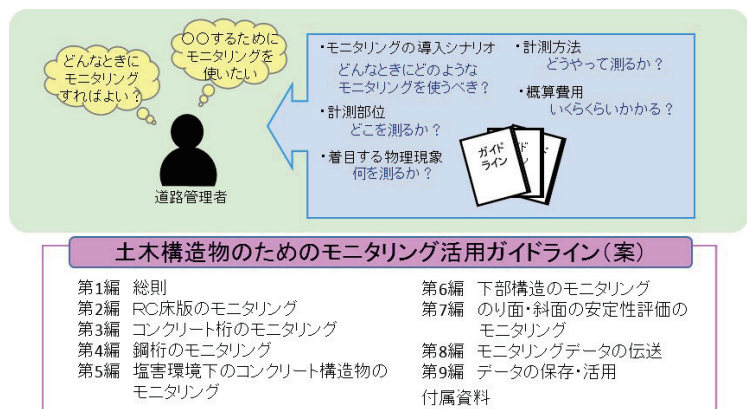 どんなときに
モニタリング
すればよい?
〇〇するために
モニタリングを
使いたい
道路管理者
・モニタリングの導入シナリオ
どんなときにどのような
モニタリングを使うべき?
・計測部位
どこを測るか?
・着目する物理現象
何を測るか?
・計測方法
どうやって測るか?
・概算費用
いくらくらいかかる?
ガイド
ライン
土木構造物のためのモニタリング活用ガイドライン(案)
第1編 総則
第2編 RC床版のモニタリング
第3編 コンクリート桁のモニタリング
第4編 鋼桁のモニタリング
第5編 塩害環境下のコンクリート構造物の
モニタリング
第6編 下部構造のモニタリング
第7編 のり面・斜面の安定性評価の
モニタリング
第8編 モニタリングデータの伝送
第9編 データの保存・活用
付属資料